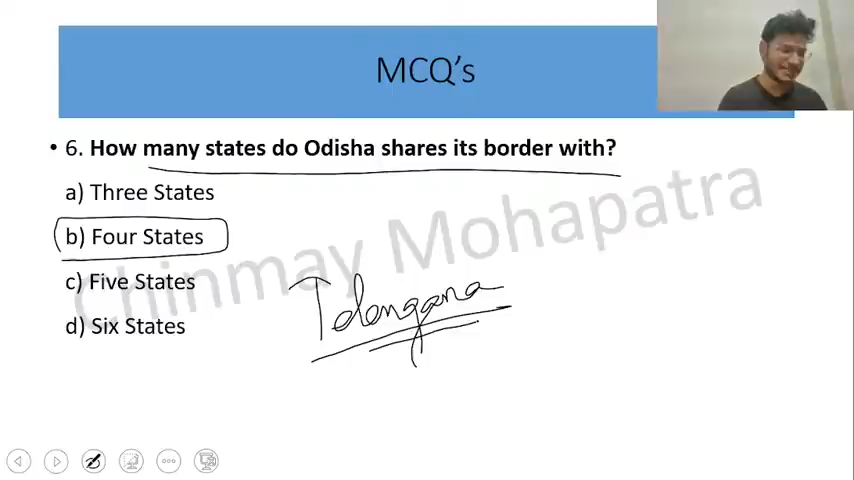 MCQ's
• 6. How many states do Odisha shares its border with?
a) Three States
b) Four States
c) Five States
d) Six States
Telangana
Chinmay Mohapatra